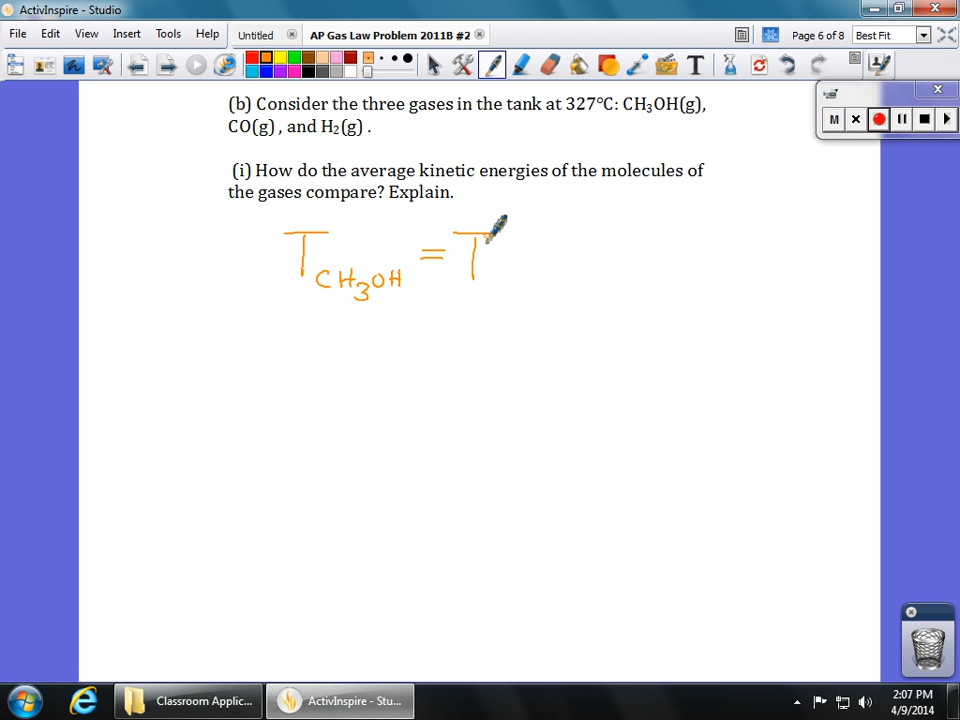 ActivInspire - Studio
File Edit View Insert Tools Help Untitled AP Gas Law Problem 2011B #2 Page 6 of 8 Best Fit
(b) Consider the three gases in the tank at 327°C: CH₃OH(g),
CO(g) , and H₂(g) .
M
(i) How do the average kinetic energies of the molecules of
the gases compare? Explain.
T CH₃OH = T
Classroom Applic... ActivInspire - Stu...
2:07 PM
4/9/2014